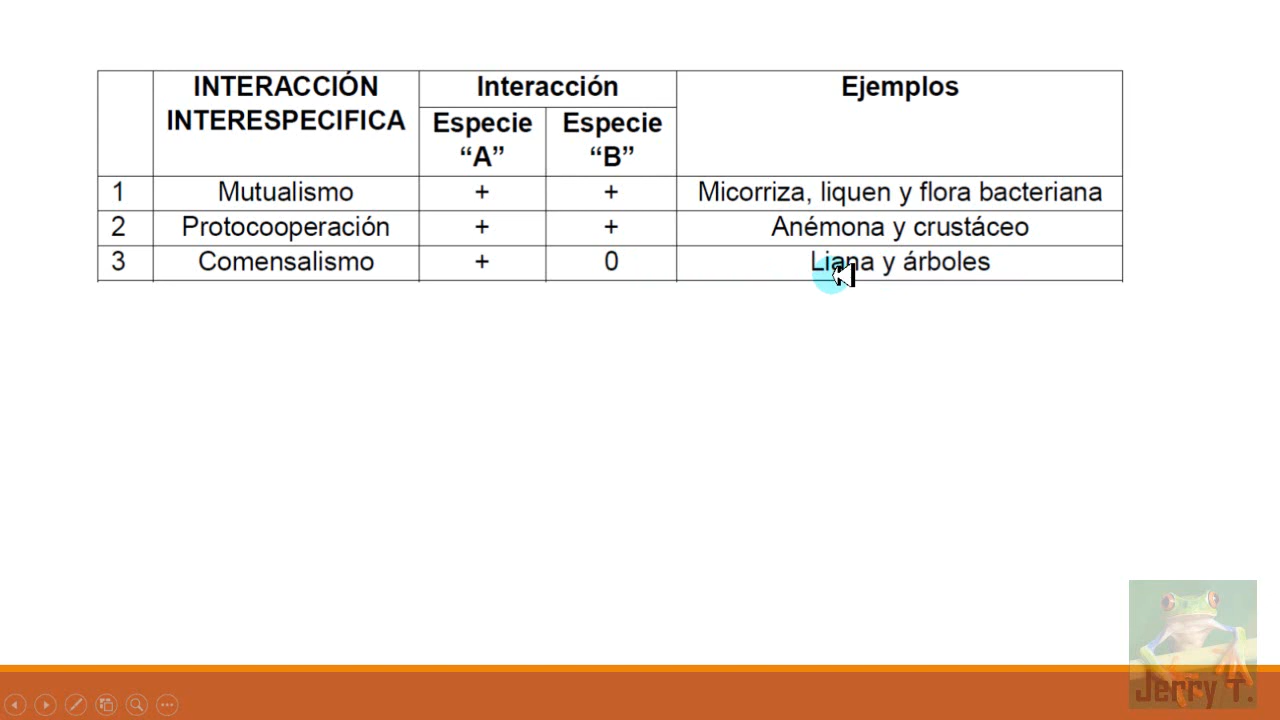 INTERACCIÓN INTERESPECIFICA Interacción Ejemplos
Especie “A” Especie “B”
1 Mutualismo + + Micorriza, liquen y flora bacteriana
2 Protocooperación + + Anémona y crustáceo
3 Comensalismo + 0 Liana y árboles
Jerry T.